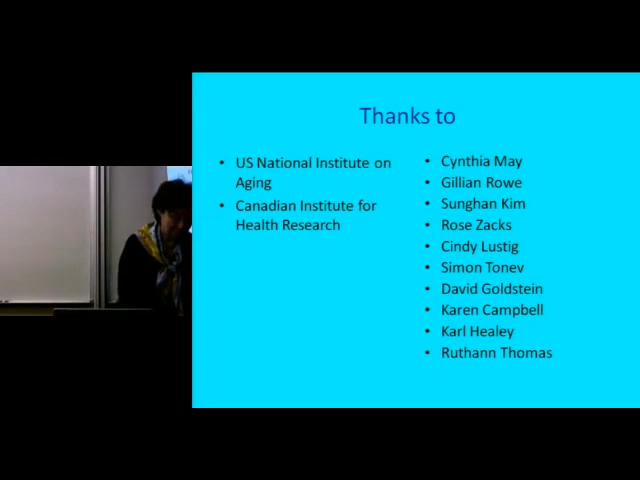 Thanks to
US National Institute on
Aging
Canadian Institute for
Health Research
Cynthia May
Gillian Rowe
Sunghan Kim
Rose Zacks
Cindy Lustig
Simon Tonev
David Goldstein
Karen Campbell
Karl Healey
Ruthann Thomas